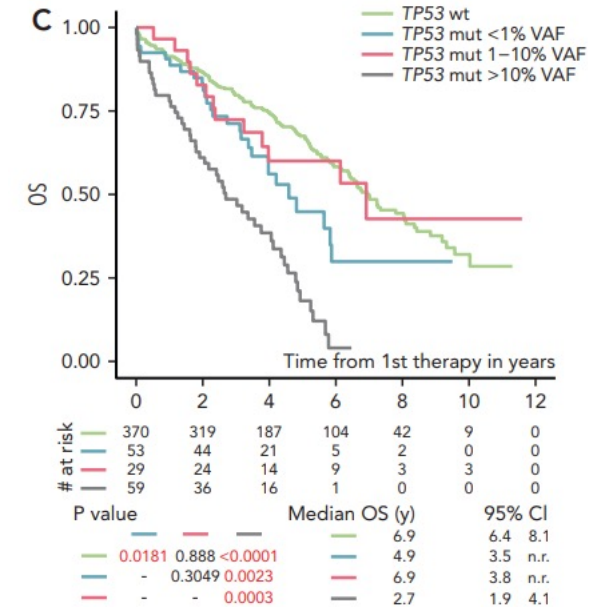 C
TP53 wt
TP53 mut <1% VAF
TP53 mut 1–10% VAF
TP53 mut >10% VAF
1.00
0.75
0.50
0.25
0.00
OS
Time from 1st therapy in years
0 2 4 6 8 10 12
# at risk
370 319 187 104 42 9 0
53 44 21 5 2 0 0
29 24 14 9 3 3 0
59 36 16 1 0 0 0
P value Median OS (y) 95% CI
6.9 6.4 8.1
0.0181 0.888 <0.0001 4.9 3.5 n.r.
- 0.3049 0.0023 6.9 3.8 n.r.
- - 0.0003 2.7 1.9 4.1